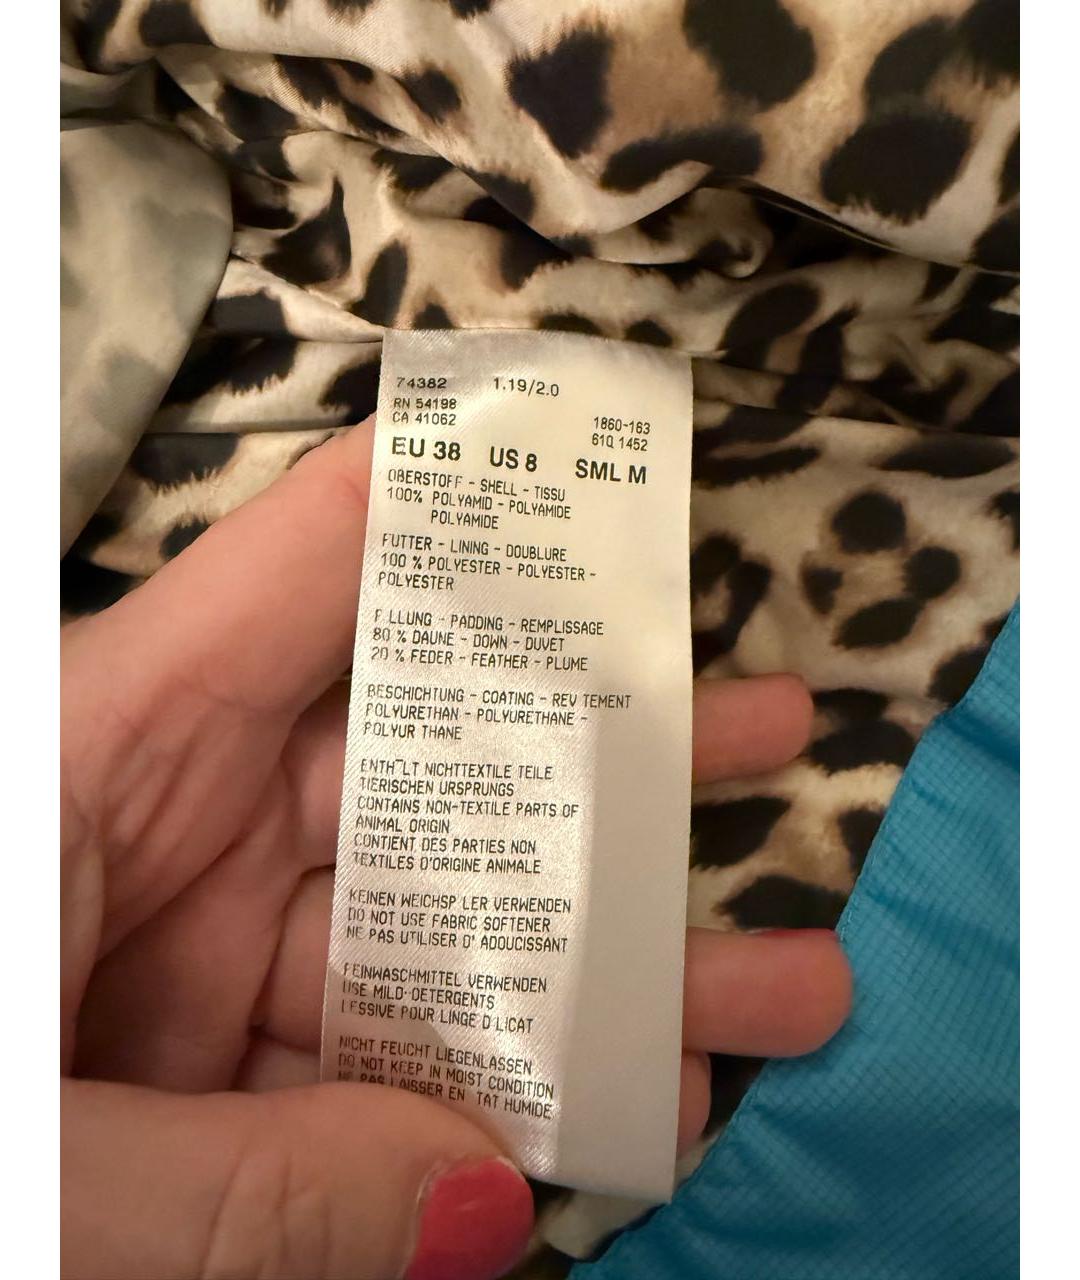 74382 1.19/2.0
RN 54198
CA 41062
1860-163
61Q 1452
EU 38 US 8 SML M
OBERSTOFF - SHELL - TISSU
100% POLYAMID - POLYAMIDE
POLYAMIDE
FUTTER - LINING - DOUBLURE
100 % POLYESTER - POLYESTER -
POLYESTER
F LLUNG - PADDING - REMPLISSAGE
80 % DAUNE - DOWN - DUVET
20 % FEDER - FEATHER - PLUME
BESCHICHTUNG - COATING - REV TEMENT
POLYURETHAN - POLYURETHANE -
POLYUR THANE
ENTH~LT NICHTTEXTILE TEILE
TIERISCHEN URSPRUNGS
CONTAINS NON-TEXTILE PARTS OF
ANIMAL ORIGIN
CONTIENT DES PARTIES NON
TEXTILES D'ORIGINE ANIMALE
KEINEN WEICHSP LER VERWENDEN
DO NOT USE FABRIC SOFTENER
NE PAS UTILISER D' ADOUCISSANT
FEINWASCHMITTEL VERWENDEN
USE MILD-DETERGENTS
LESSIVE POUR LINGE D LICAT
NICHT FEUCHT LIEGENLASSEN
DO NOT KEEP IN MOIST CONDITION
NE PAS LAISSER EN TAT HUMIDE